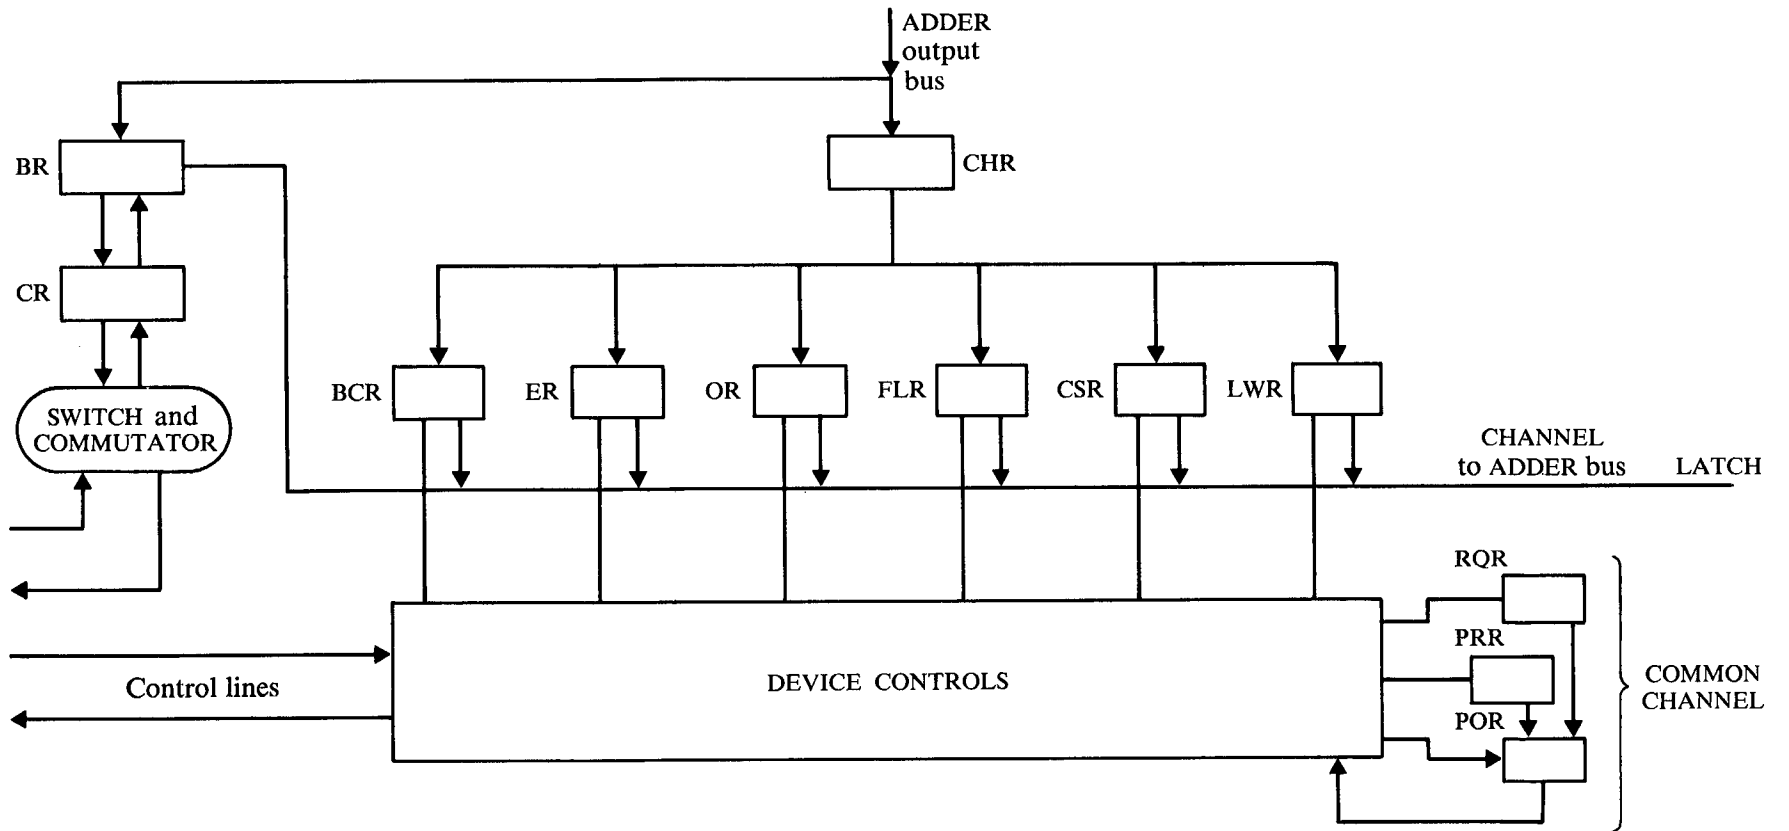 ADDER
output
bus
BR
CHR
CR
BCR
ER
OR
FLR
CSR
LWR
SWITCH and
COMMUTATOR
CHANNEL
to ADDER bus
LATCH
RQR
PRR
COMMON
CHANNEL
Control lines
DEVICE CONTROLS
POR